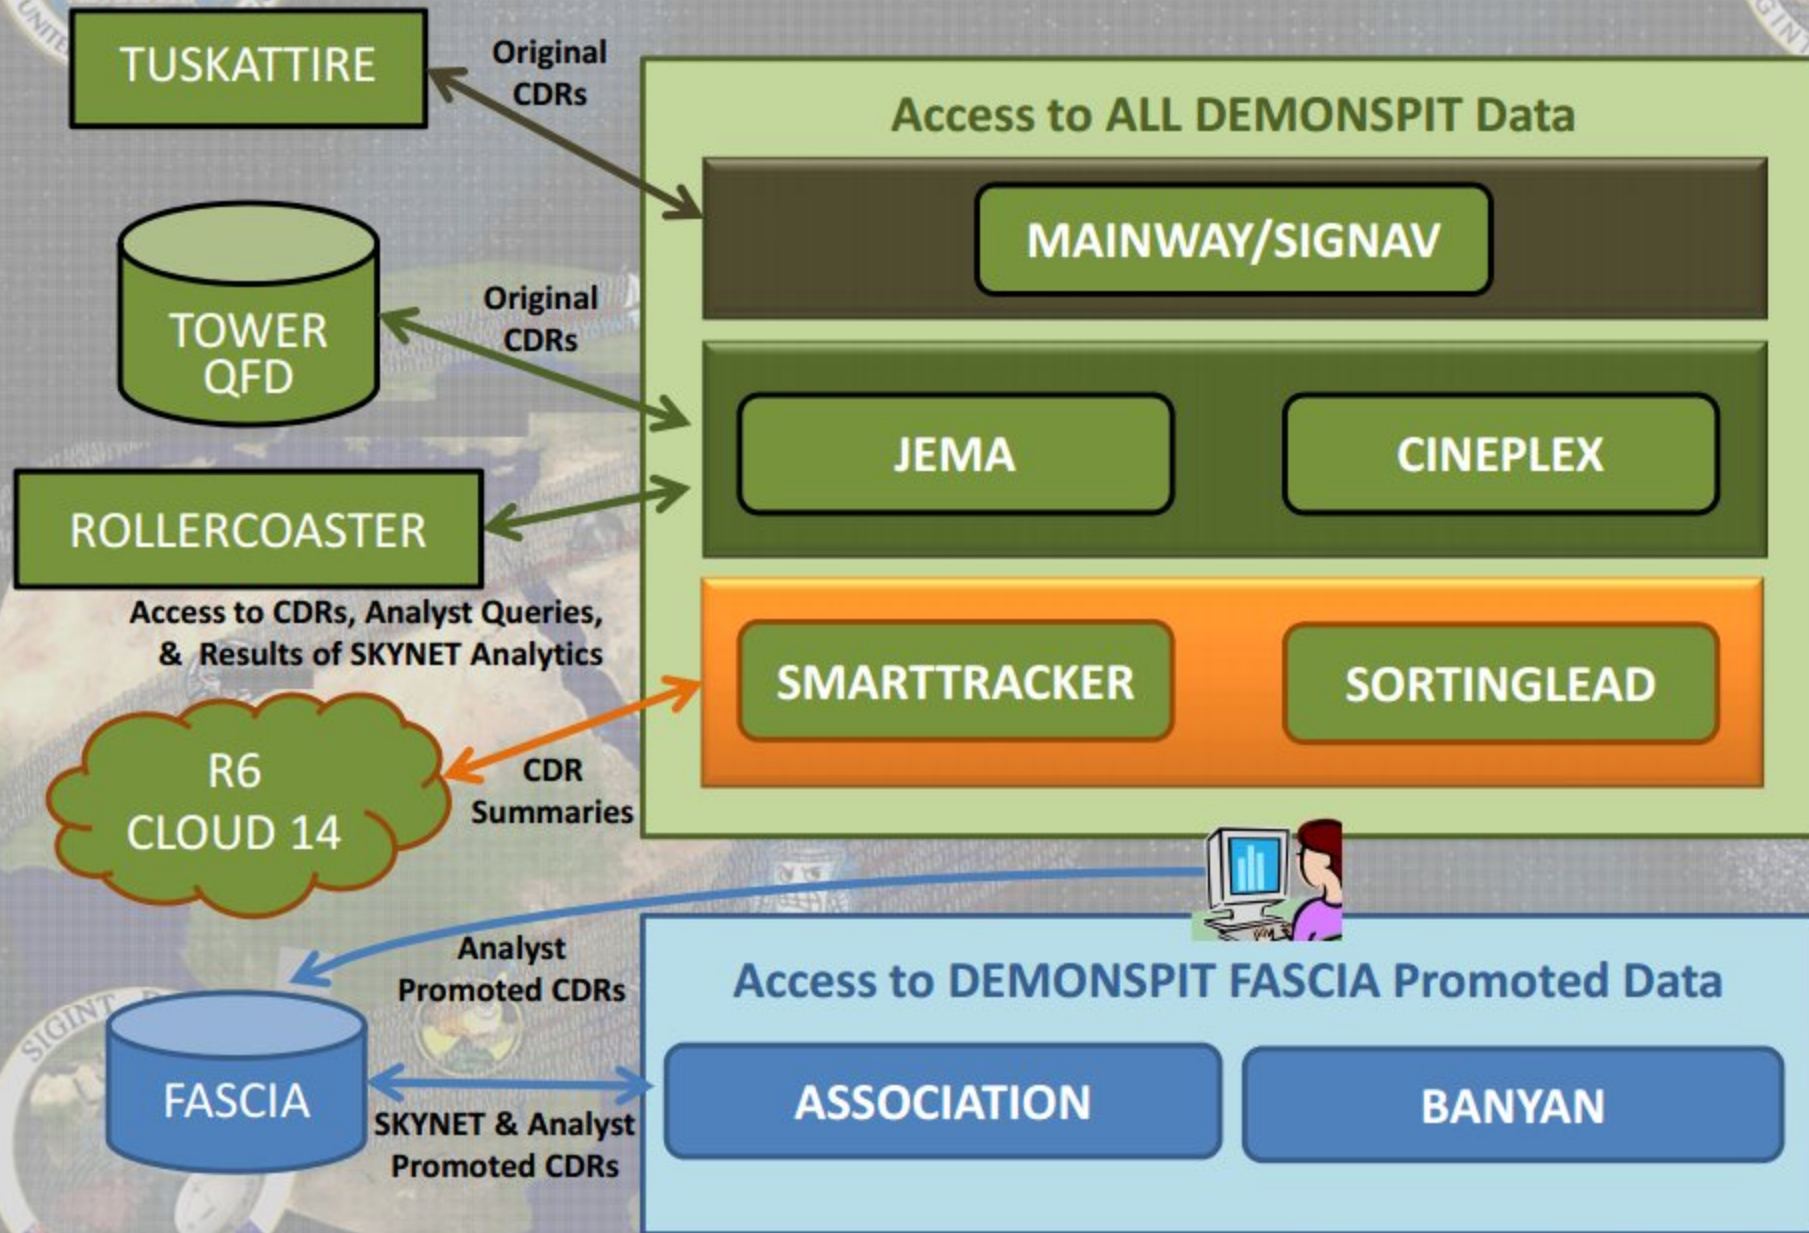 TUSKATTIRE
Original
CDRs
Access to ALL DEMONSPIT Data
MAINWAY/SIGNAV
TOWER
QFD
Original
CDRs
JEMA
CINEPLEX
ROLLERCOASTER
Access to CDRs, Analyst Queries,
& Results of SKYNET Analytics
SMARTTRACKER
SORTINGLEAD
R6
CLOUD 14
CDR
Summaries
Analyst
Promoted CDRs
Access to DEMONSPIT FASCIA Promoted Data
FASCIA
SKYNET & Analyst
Promoted CDRs
ASSOCIATION
BANYAN
SIGINT